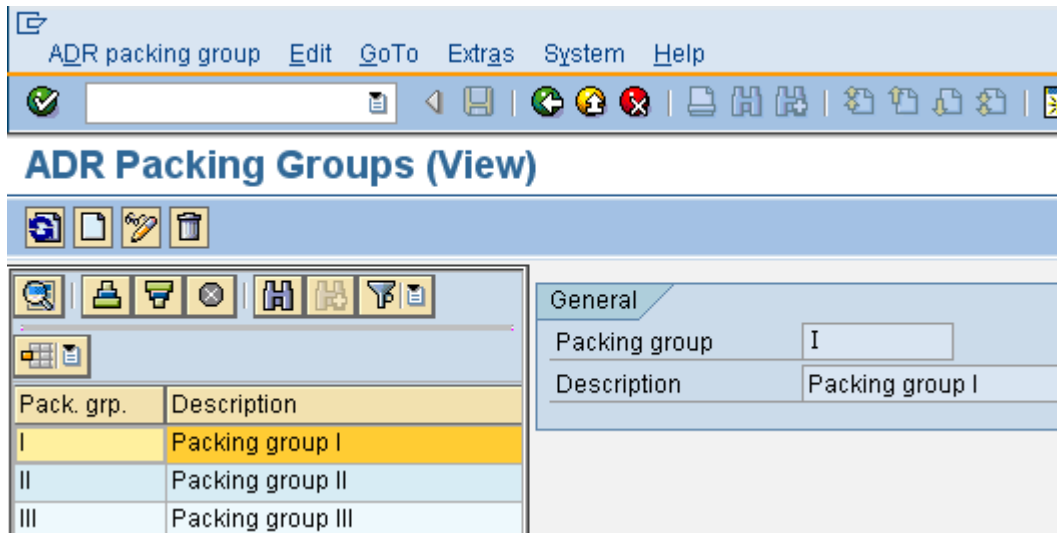 ADR packing group Edit GoTo Extras System Help
ADR Packing Groups (View)
General
Packing group I
Description Packing group I
Pack. grp. Description
I Packing group I
II Packing group II
III Packing group III